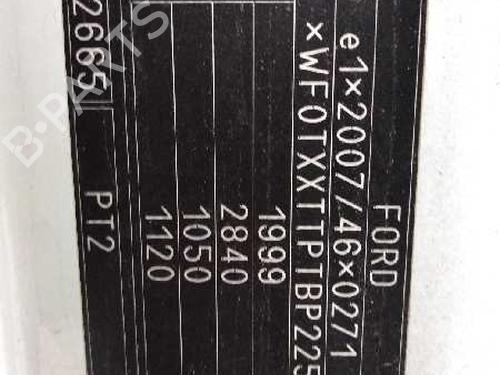 FORD
e1×2007/46×0271
×WF0TXXTTPTBP225
1999
2840
1050
1120
PT2
2665
B-PARTS